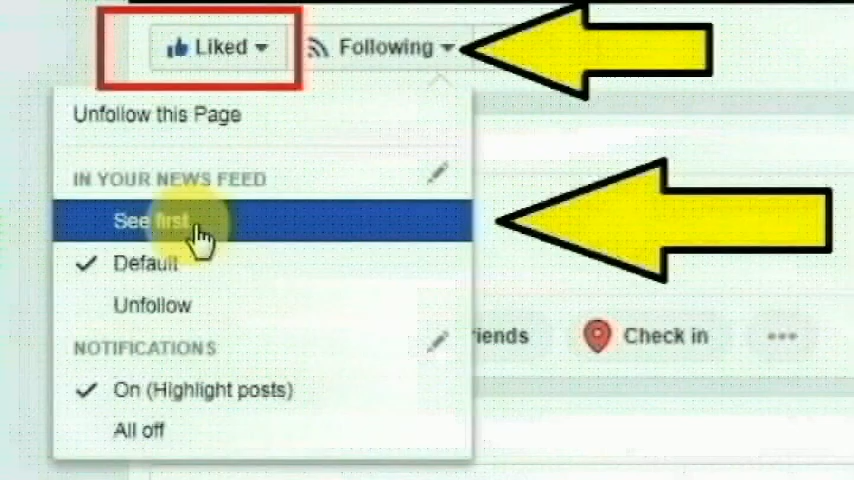 Liked Following
Unfollow this Page
IN YOUR NEWS FEED
See first
Default
Unfollow
NOTIFICATIONS
riends Check in
On (Highlight posts)
All off